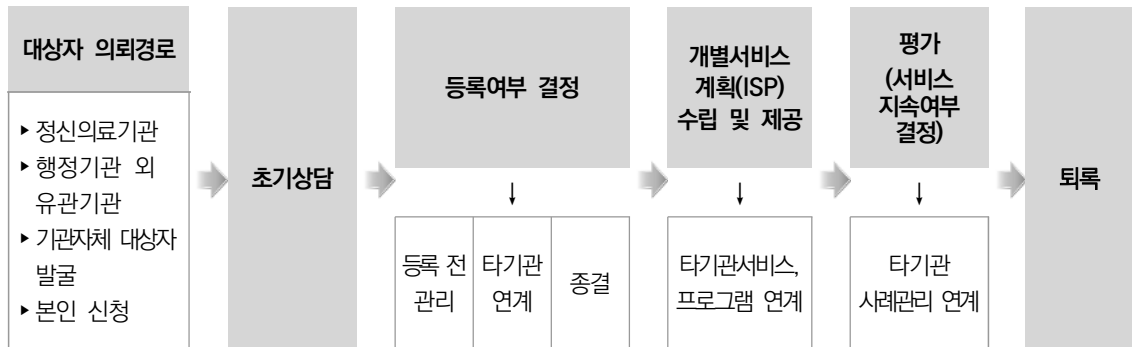 대상자 의뢰경로
▸정신의료기관
▸행정기관 외
유관기관
▸기관자체 대상자
발굴
▸본인 신청
초기상담
등록여부 결정
↓
등록 전
관리
타기관
연계
종결
개별서비스
계획(ISP)
수립 및 제공
↓
타기관서비스,
프로그램 연계
평가
(서비스
지속여부
결정)
↓
타기관
사례관리 연계
퇴록